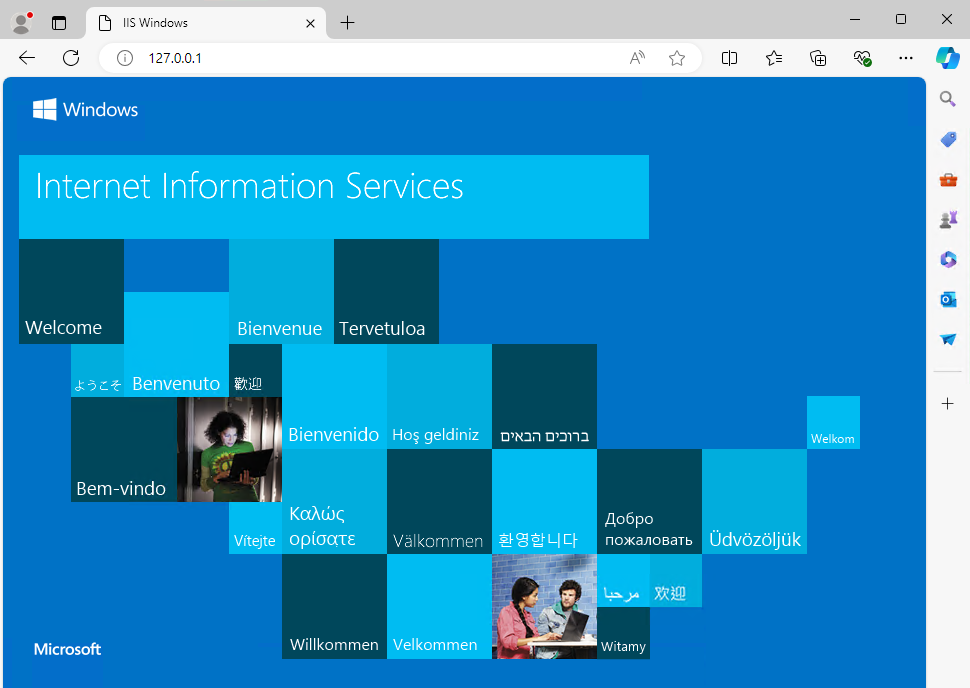 IIS Windows
127.0.0.1
Windows
Internet Information Services
Welcome
Bienvenue
Tervetuloa
ようこそ
Benvenuto
歡迎
Bienvenido
Hoş geldiniz
ברוכים הבאים
Welkom
Bem-vindo
Vítejte
Καλώς
ορίσατε
Välkommen
환영합니다
Добро
пожаловать
Üdvözöljük
Willkommen
Velkommen
مرحبا
欢迎
Witamy
Microsoft